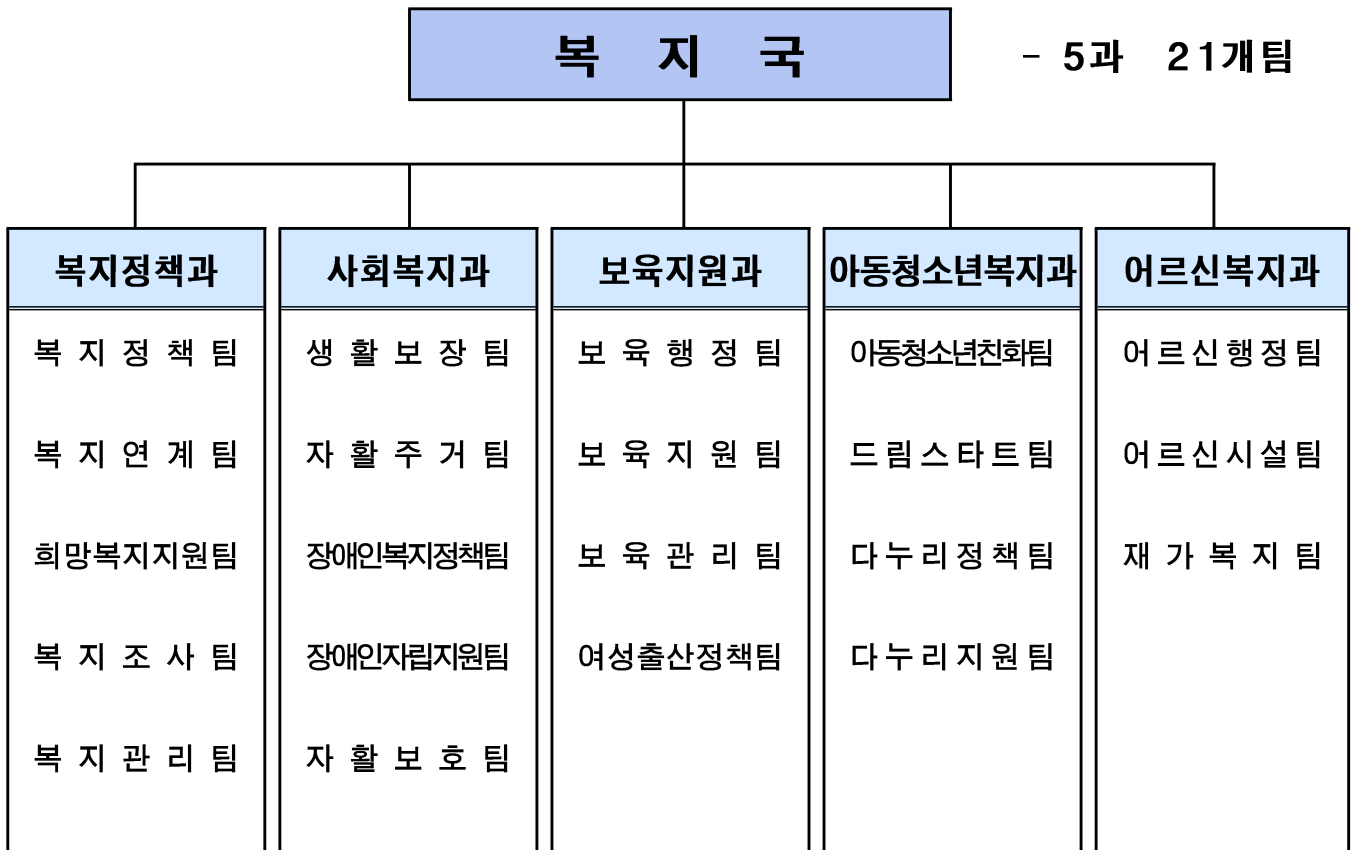 복 지 국
- 5과 21개팀
복지정책과
복지정책팀
복지연계팀
희망복지지원팀
복지조사팀
복지관리팀
사회복지과
생활보장팀
자활주거팀
장애인복지정책팀
장애인자립지원팀
자활보호팀
보육지원과
보육행정팀
보육지원팀
보육관리팀
여성출산정책팀
아동청소년복지과
아동청소년친화팀
드림스타트팀
다누리정책팀
다누리지원팀
어르신복지과
어르신행정팀
어르신시설팀
재가복지팀